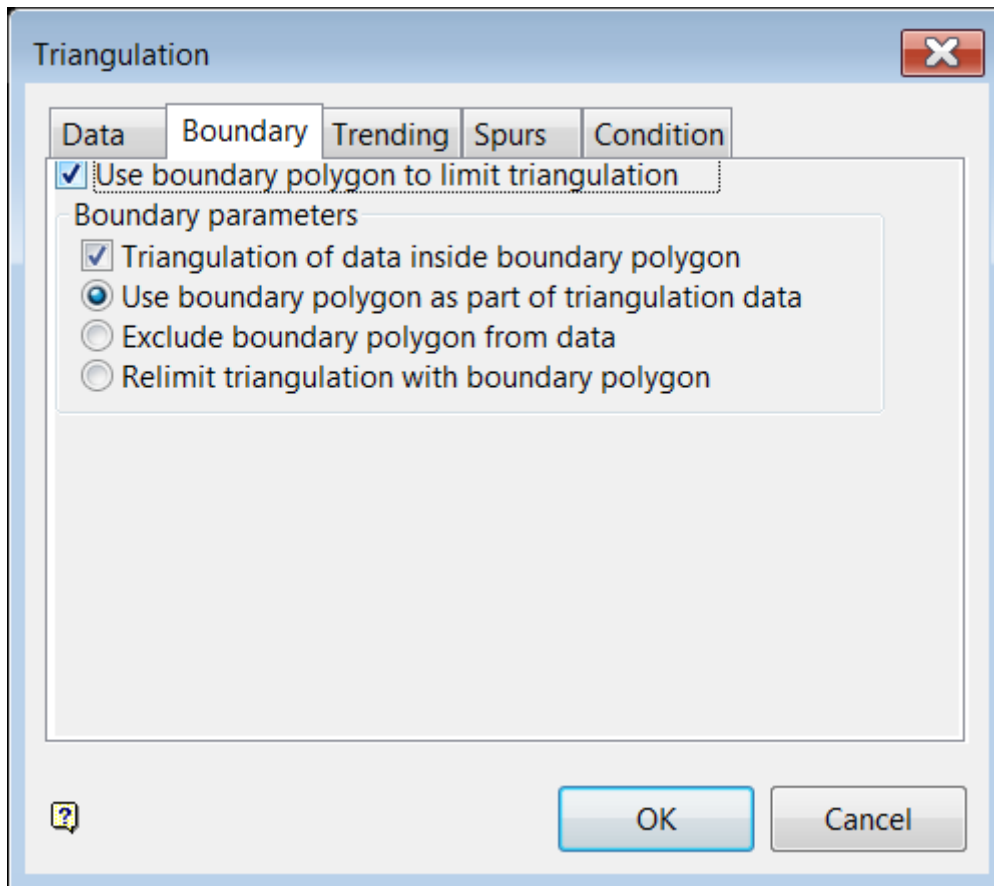 Triangulation
Data Boundary Trending Spurs Condition
Use boundary polygon to limit triangulation
Boundary parameters
Triangulation of data inside boundary polygon
Use boundary polygon as part of triangulation data
Exclude boundary polygon from data
Relimit triangulation with boundary polygon
? OK Cancel